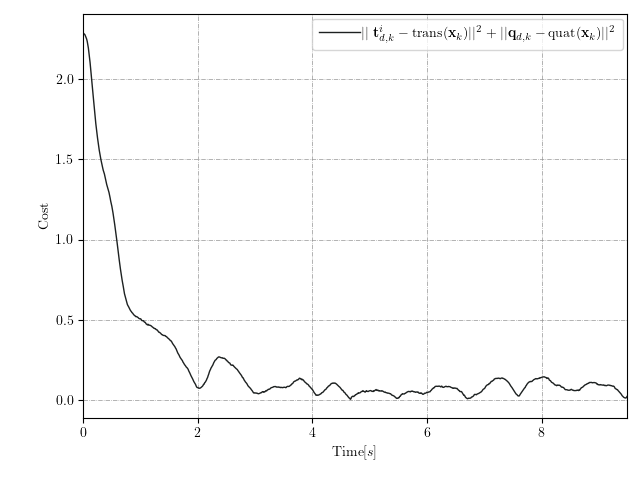 || t^i_{d,k} − trans(x_k)||² + ||q_{d,k} − quat(x_k)||²
2.0
1.5
1.0
0.5
0.0
Cost
0 2 4 6 8
Time[s]